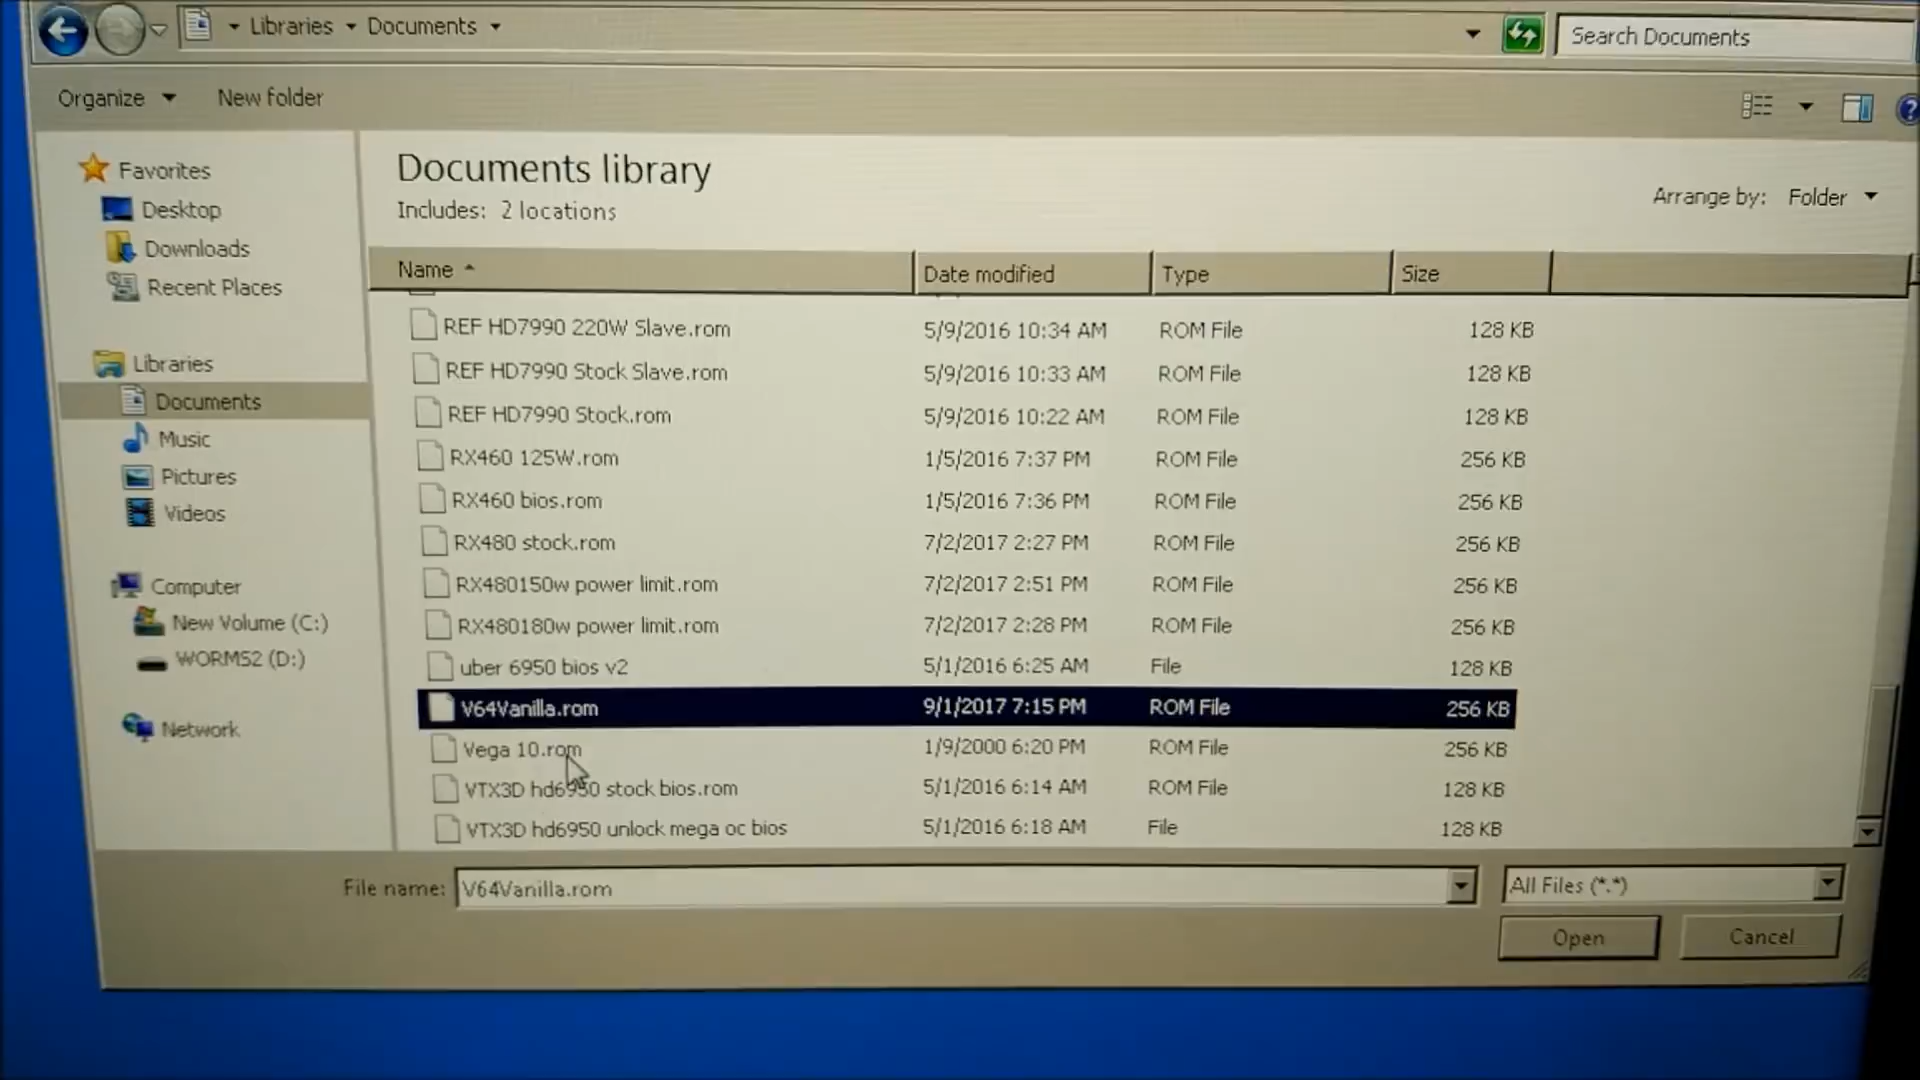 Libraries Documents
Search Documents
Organize New folder
Documents library
Includes: 2 locations
Arrange by: Folder
Favorites
Desktop
Downloads
Recent Places
Libraries
Documents
Music
Pictures
Videos
Computer
New Volume (C:)
WORMS2 (D:)
Network
Name Date modified Type Size
REF HD7990 220W Slave.rom 5/9/2016 10:34 AM ROM File 128 KB
REF HD7990 Stock Slave.rom 5/9/2016 10:33 AM ROM File 128 KB
REF HD7990 Stock.rom 5/9/2016 10:22 AM ROM File 128 KB
RX460 125W.rom 1/5/2016 7:37 PM ROM File 256 KB
RX460 bios.rom 1/5/2016 7:36 PM ROM File 256 KB
RX480 stock.rom 7/2/2017 2:27 PM ROM File 256 KB
RX480150w power limit.rom 7/2/2017 2:51 PM ROM File 256 KB
RX480180w power limit.rom 7/2/2017 2:28 PM ROM File 256 KB
uber 6950 bios v2 5/1/2016 6:25 AM File 128 KB
V64Vanilla.rom 9/1/2017 7:15 PM ROM File 256 KB
Vega 10.rom 1/9/2000 6:20 PM ROM File 256 KB
VTX3D hd6950 stock bios.rom 5/1/2016 6:14 AM ROM File 128 KB
VTX3D hd6950 unlock mega oc bios 5/1/2016 6:18 AM File 128 KB
File name: V64Vanilla.rom All Files (*.*)
Open Cancel